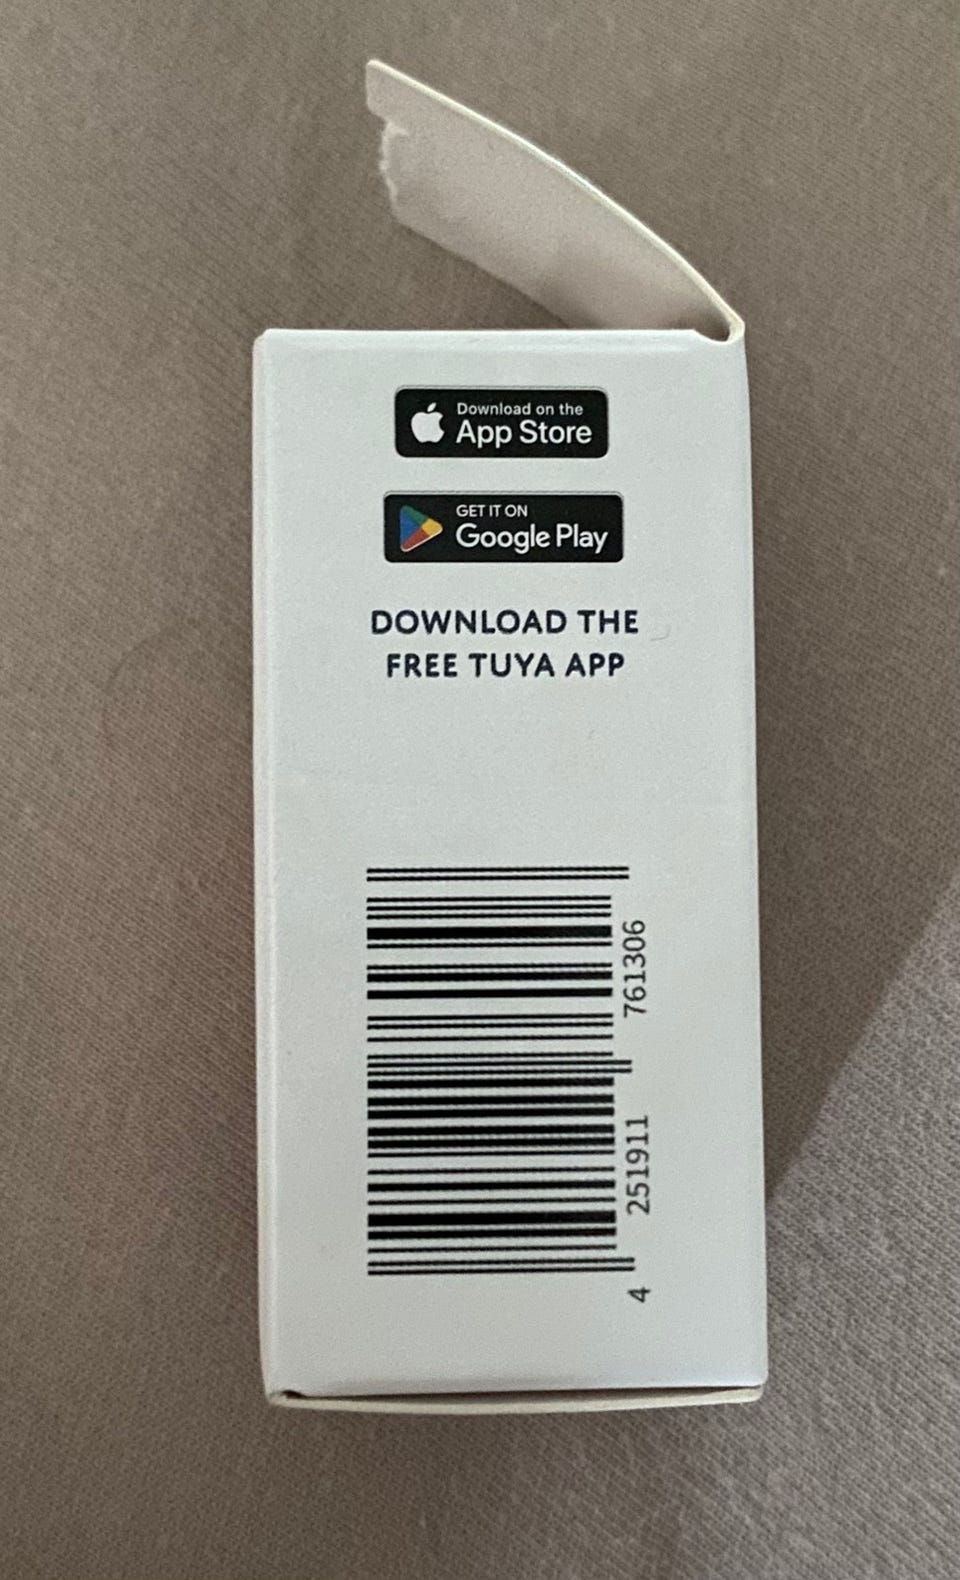 Download on the
App Store
GET IT ON
Google Play
DOWNLOAD THE
FREE TUYA APP
4 251911 761306